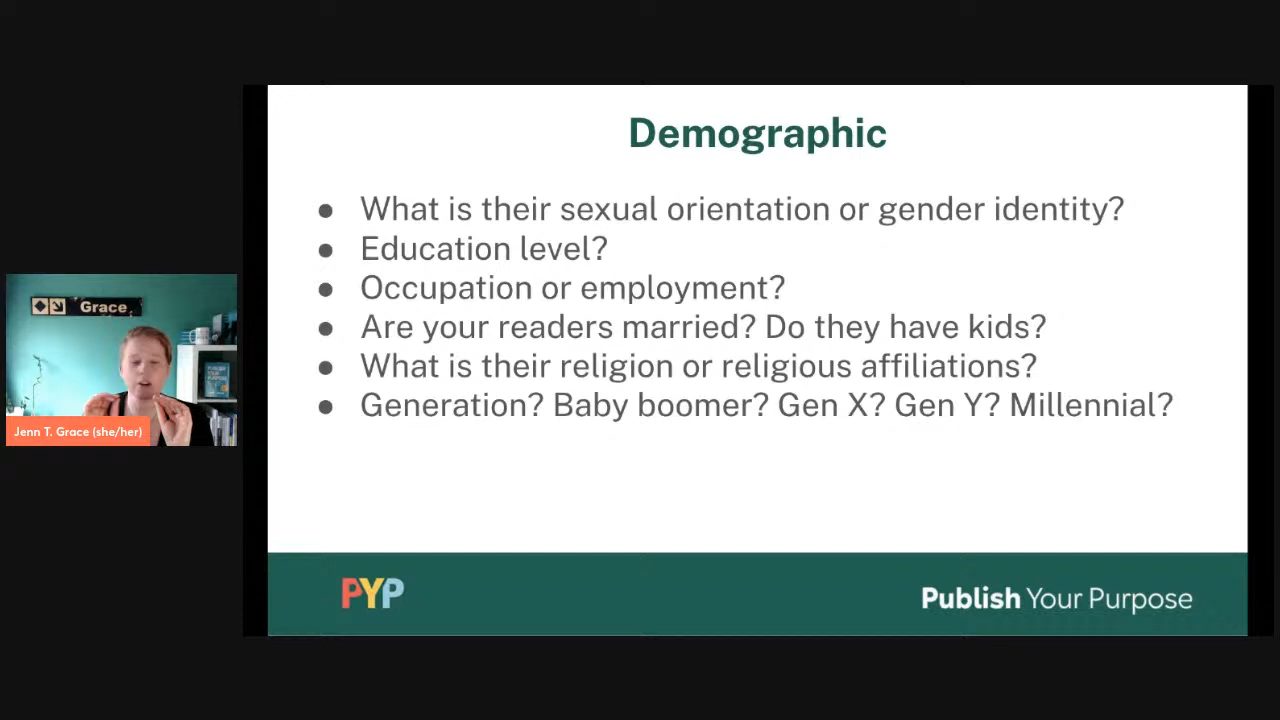 Demographic
● What is their sexual orientation or gender identity?
● Education level?
● Occupation or employment?
● Are your readers married? Do they have kids?
● What is their religion or religious affiliations?
● Generation? Baby boomer? Gen X? Gen Y? Millennial?
Grace
Jenn T. Grace (she/her)
PYP
Publish Your Purpose